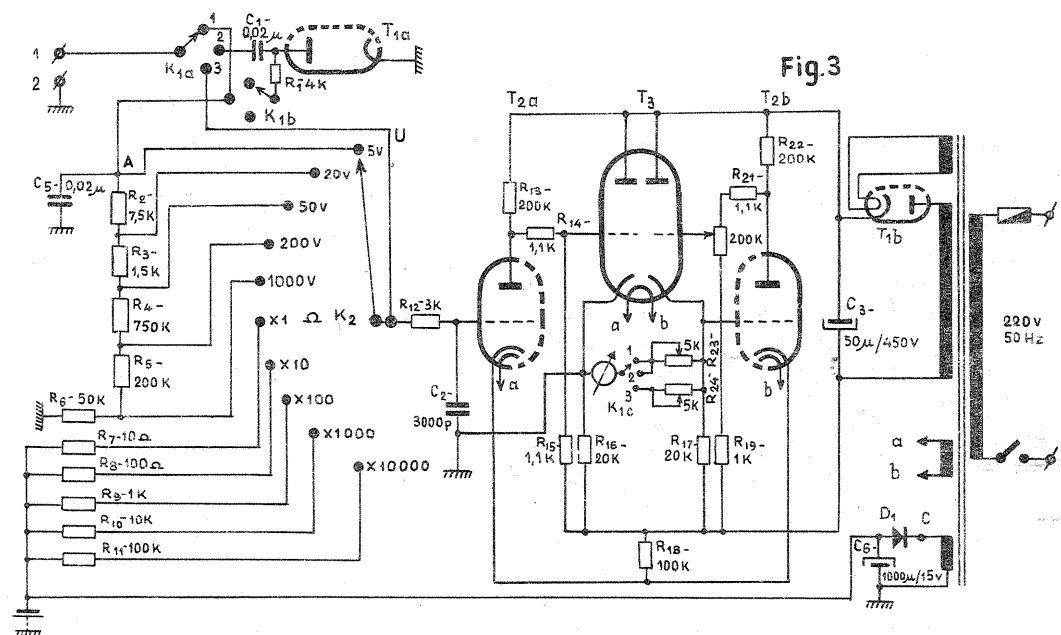 Fig.3
1
2
1
2
3
K1a
C1-
0,02µ
R1-4K
K1b
T1a
U
A
C5-
0,02µ
5V
20V
50V
200V
1000V
x1 Ω K2
x10
x100
x1000
x10000
R2-
7,5K
R3-
1,5K
R4-
750K
R5-
200K
R6-50K
R7-10Ω
R8-100Ω
R9-1K
R10-10K
R11-100K
R12-3K
C2-
3000p
T2a
T3
T2b
R13-
200K
R14-
1,1K
R21-
1,1K
R22-
200K
200K
a
a
b
b
1
2
3
K1c
5K
5K
R23-
R24-
R15-
1,1K
R16-
20K
R17-
20K
R19-
1K
R18-
100K
C3-
50µ/450V
T1b
220V
50Hz
a
b
D1
C
C6-
1000µ/15v